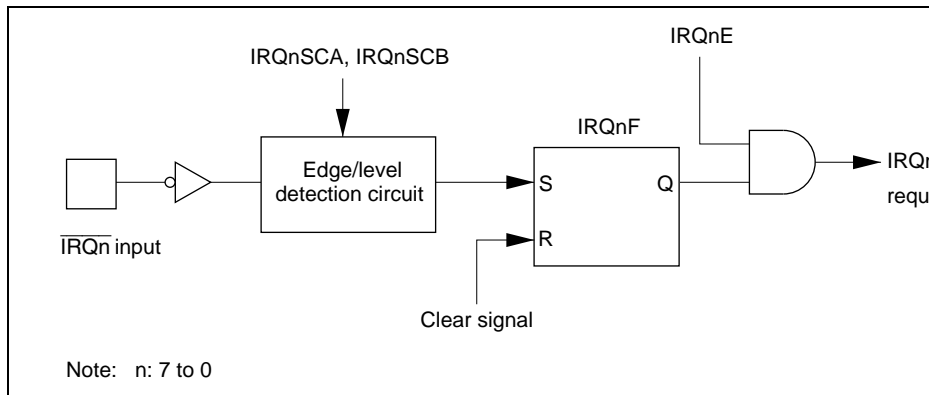 IRQnE
IRQnSCA, IRQnSCB
IRQnF
Edge/level
detection circuit
S
Q
R
IRQn input
Clear signal
Note: n: 7 to 0